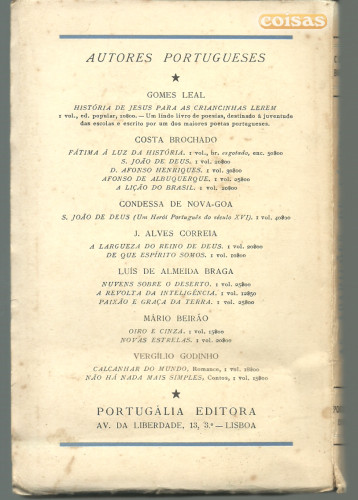 coisas
AUTORES PORTUGUESES
★
GOMES LEAL
HISTÓRIA DE JESUS PARA AS CRIANCINHAS LEREM
1 vol., ed. popular, 20$00. — Um lindo livro de poesias, destinado à juventude
das escolas e escrito por um dos maiores poetas portugueses.
COSTA BROCHADO
FÁTIMA À LUZ DA HISTÓRIA. 1 vol., br. esgotado, enc. 50$00
S. JOÃO DE DEUS. 1 vol. 20$00
D. AFONSO HENRIQUES. 1 vol. 30$00
AFONSO DE ALBUQUERQUE. 1 vol. 25$00
A LIÇÃO DO BRASIL. 1 vol. 20$00
CONDESSA DE NOVA-GOA
S. JOÃO DE DEUS (Um Herói Português do século XVI). 1 vol. 40$00
J. ALVES CORREIA
A LARGUEZA DO REINO DE DEUS. 1 vol. 20$00
DE QUE ESPÍRITO SOMOS. 1 vol. 10$00
LUÍS DE ALMEIDA BRAGA
NUVENS SOBRE O DESERTO. 1 vol. 25$00
A REVOLTA DA INTELIGÊNCIA. 1 vol. 12$50
PAIXÃO E GRAÇA DA TERRA. 1 vol. 25$00
MÁRIO BEIRÃO
OIRO E CINZA. 1 vol. 15$00
NOVAS ESTRELAS. 1 vol. 20$00
VERGÍLIO GODINHO
CALCANHAR DO MUNDO, Romance, 1 vol.
NÃO HÁ NADA MAIS SIMPLES, Contos, 1 vol. 15$00
★
PORTUGÁLIA EDITORA
AV. DA LIBERDADE, 13, 3.º — LISBOA